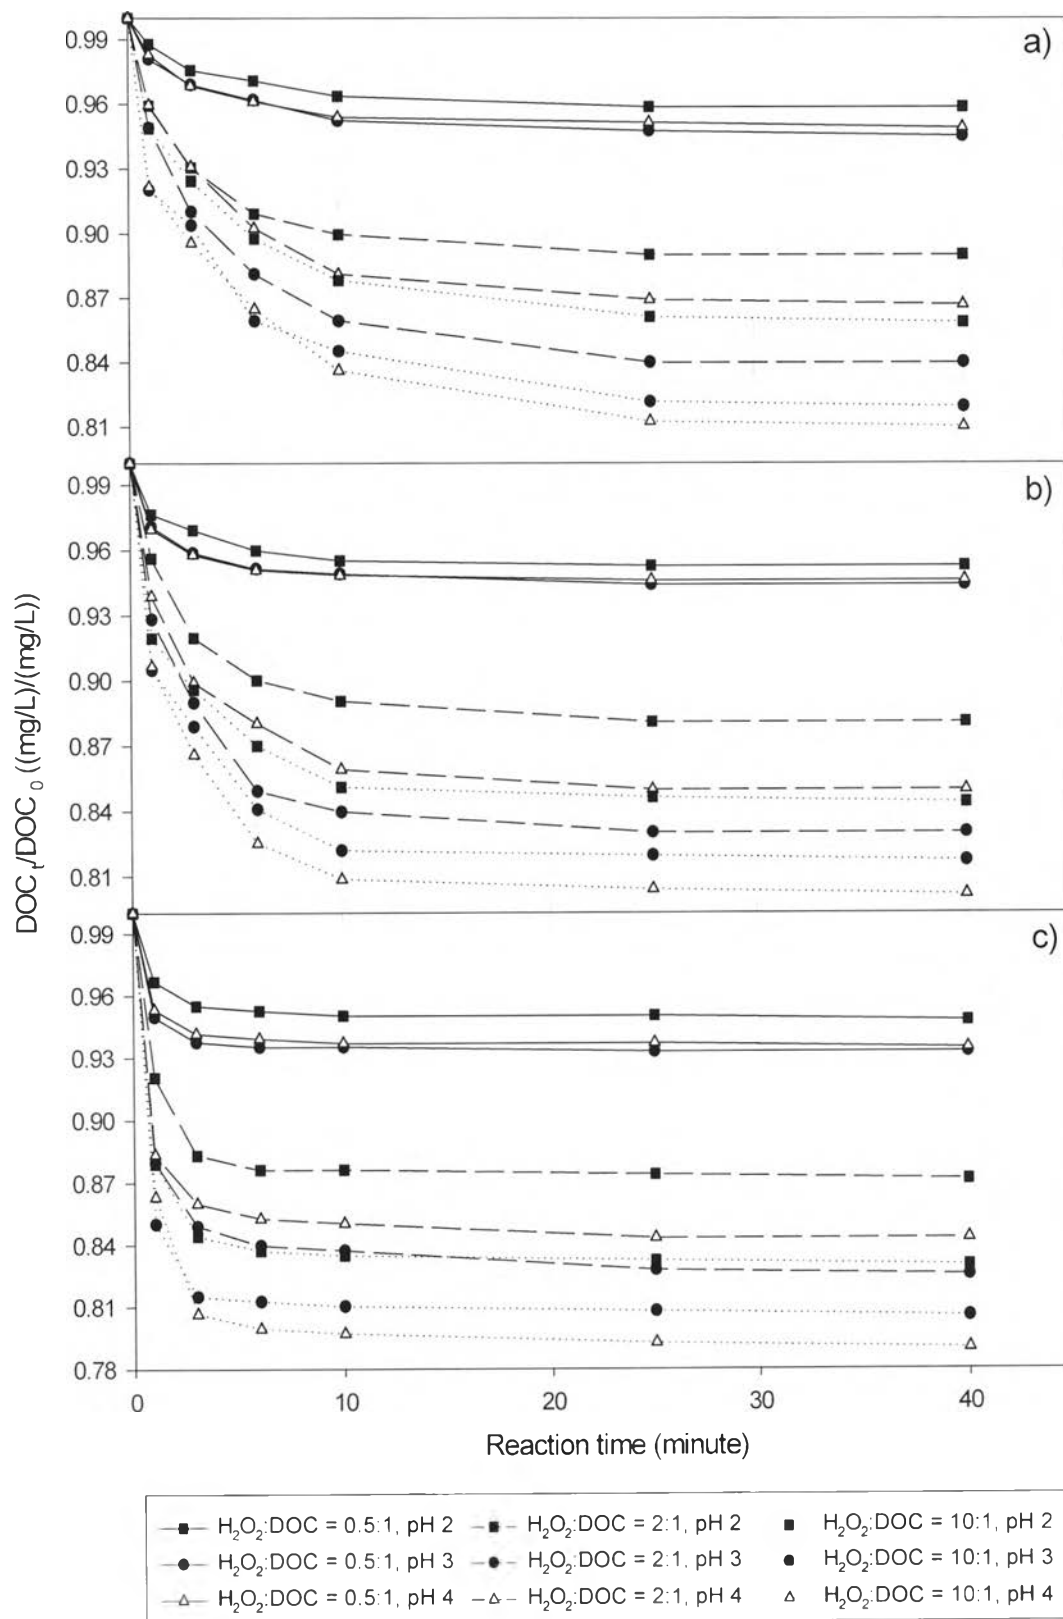 a)
0.99
0.96
0.93
0.90
0.87
0.84
0.81
b)
0.99
0.96
0.93
0.90
0.87
0.84
0.81
c)
0.99
0.96
0.93
0.90
0.87
0.84
0.81
0.78
DOCt/DOC0 ((mg/L)/(mg/L))
0 10 20 30 40
Reaction time (minute)
H2O2:DOC = 0.5:1, pH 2 H2O2:DOC = 2:1, pH 2 H2O2:DOC = 10:1, pH 2
H2O2:DOC = 0.5:1, pH 3 H2O2:DOC = 2:1, pH 3 H2O2:DOC = 10:1, pH 3
H2O2:DOC = 0.5:1, pH 4 H2O2:DOC = 2:1, pH 4 H2O2:DOC = 10:1, pH 4